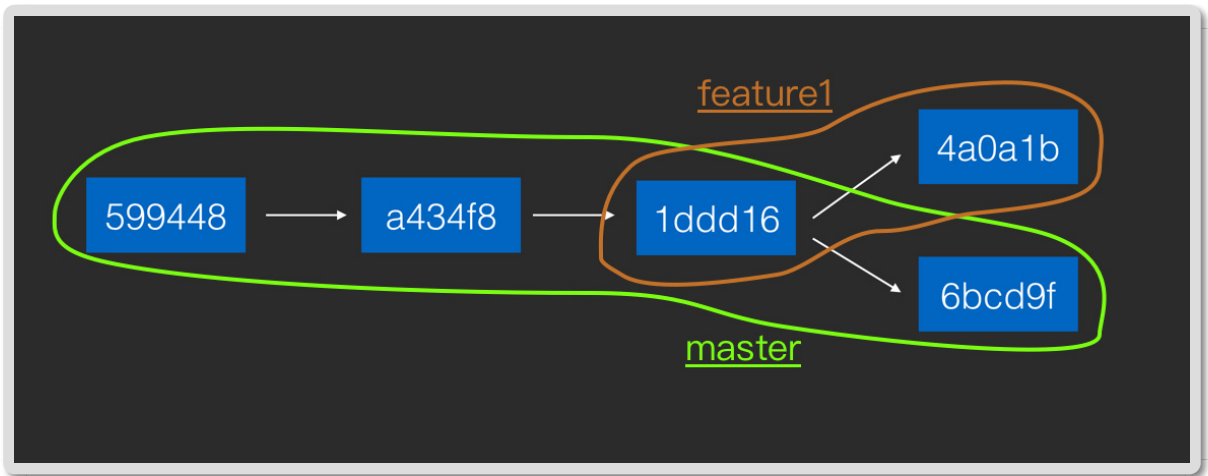 feature1
4a0a1b
599448
a434f8
1ddd16
6bcd9f
master